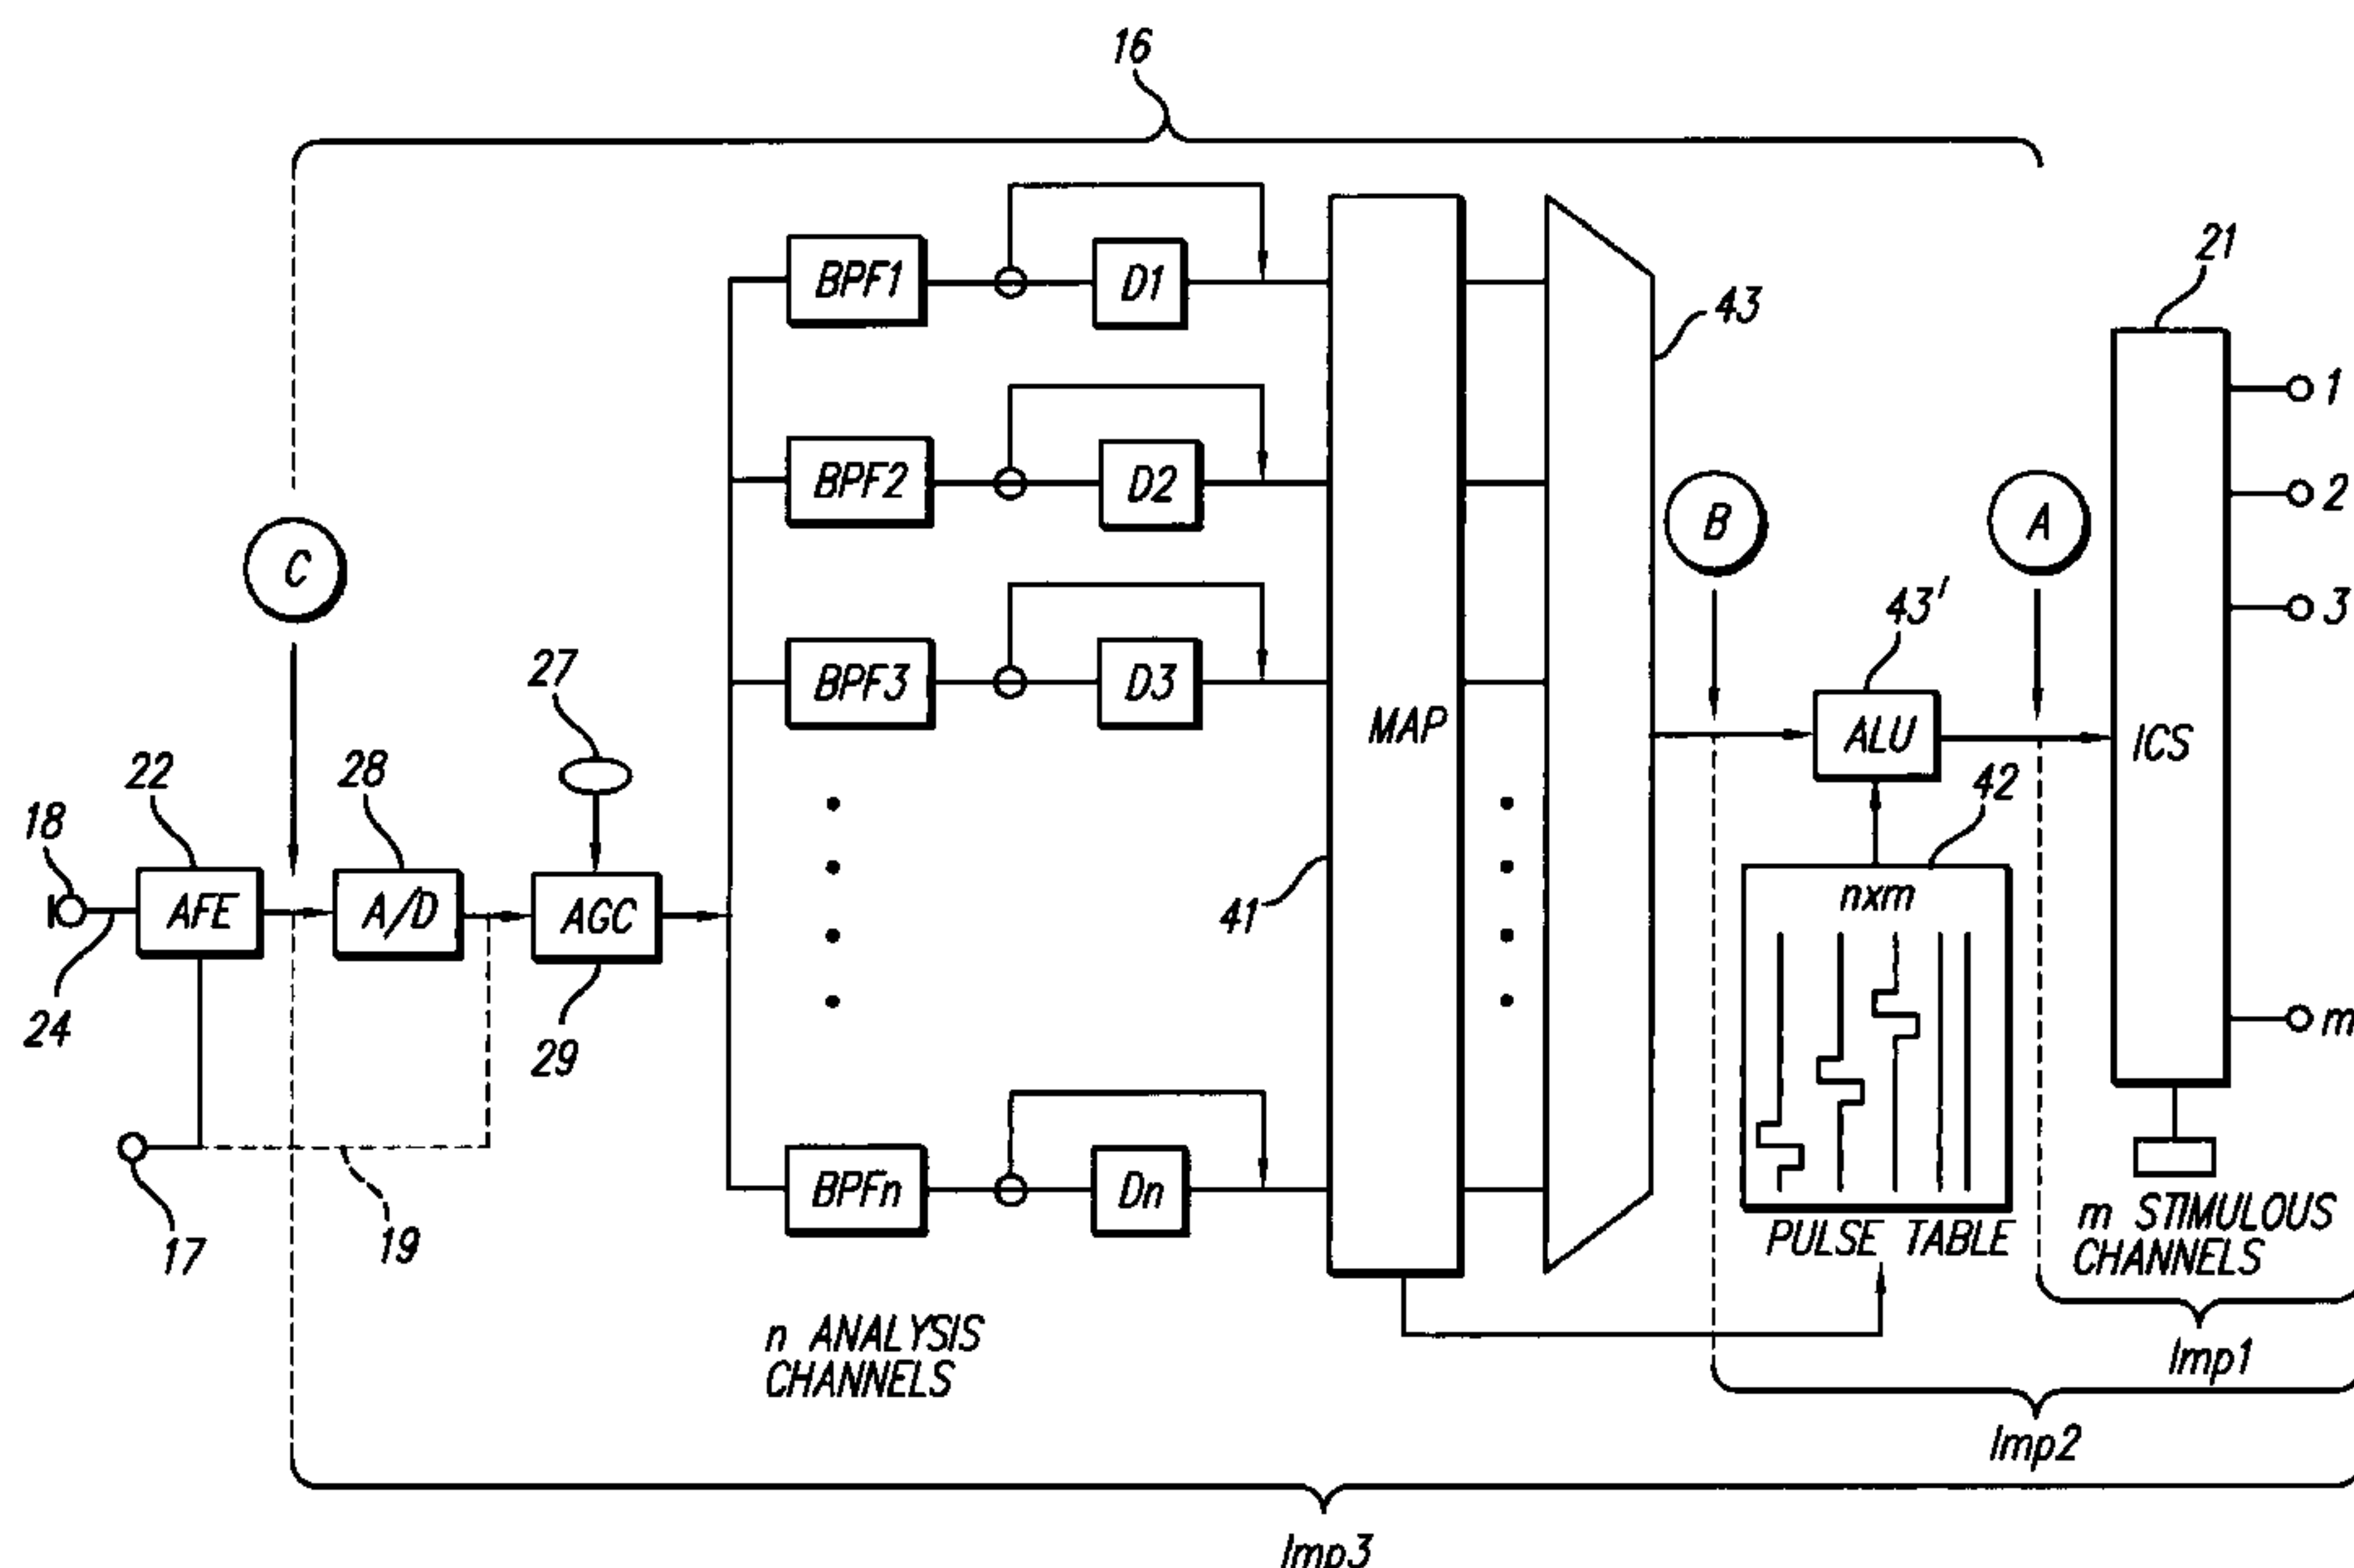 16
BPF1
D1
43
21
1
BPF2
D2
2
C
B
A
BPF3
D3
3
43'
27
MAP
ALU
ICS
22
28
42
18
AFE
A/D
AGC
41
nxm
24
29
m
17
19
BPFn
Dn
PULSE TABLE
m STIMULOUS
CHANNELS
n ANALYSIS
CHANNELS
Imp1
Imp2
Imp3